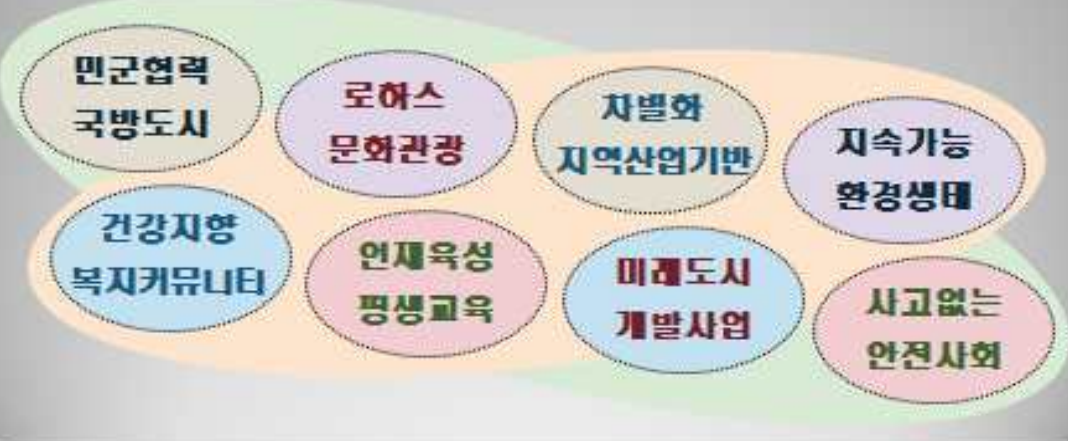 민군협력
국방도시
로하스
문화관광
차별화
지역산업기반
지속가능
환경생태
건강지향
복지커뮤니티
인재육성
평생교육
미래도시
개발사업
사고없는
안전사회